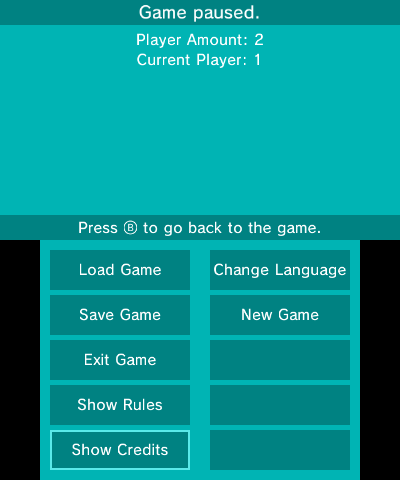 Game paused.
Player Amount: 2
Current Player: 1
Press Ⓑ to go back to the game.
Load Game
Change Language
Save Game
New Game
Exit Game
Show Rules
Show Credits